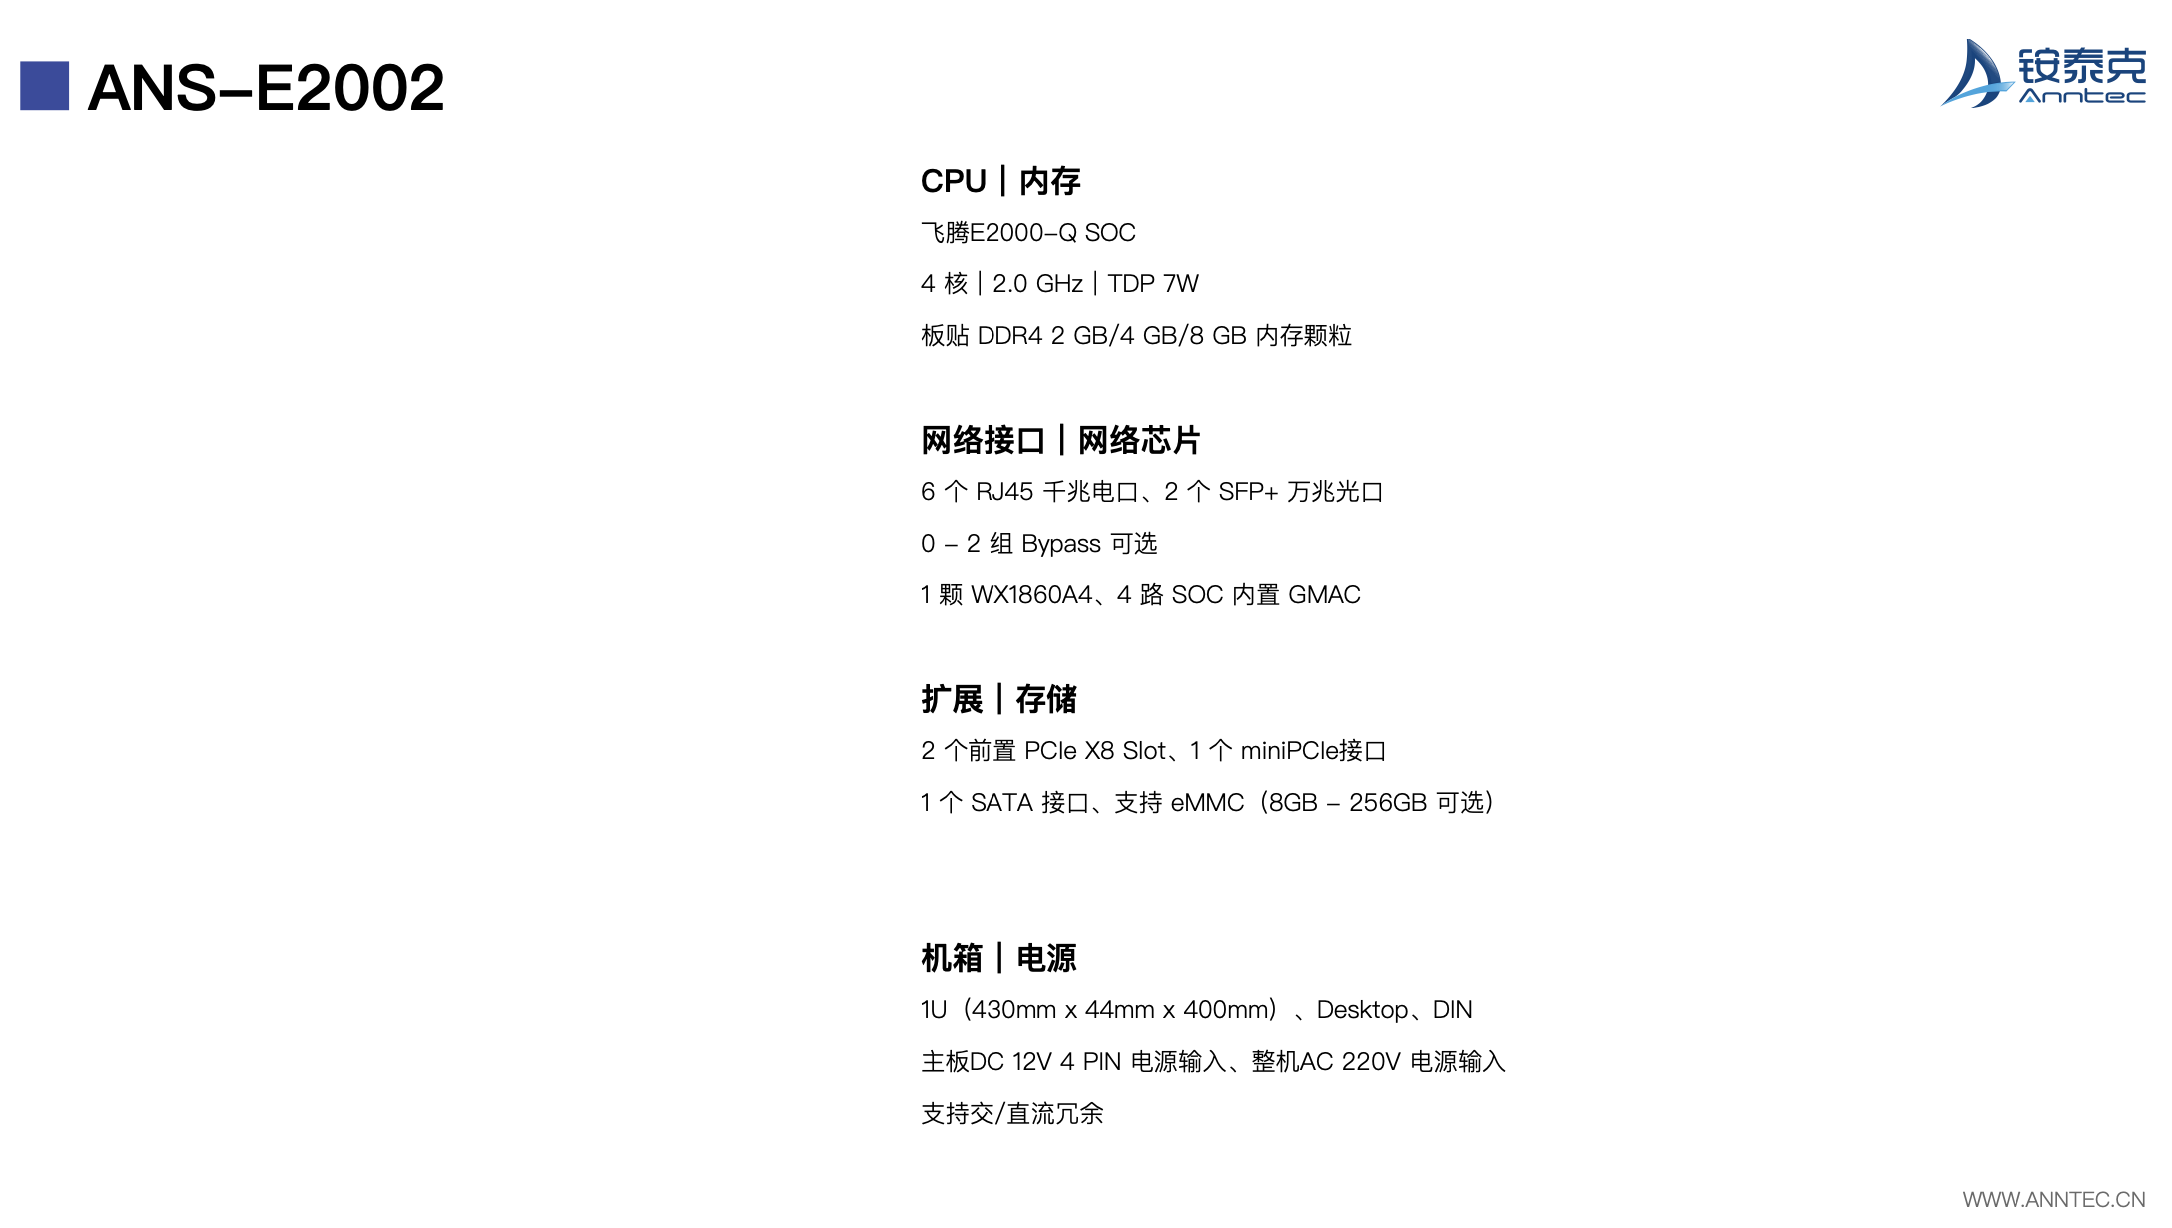 ANS–E2002
铵泰克
Anntec
CPU｜内存
飞腾E2000–Q SOC
4 核｜2.0 GHz｜TDP 7W
板贴 DDR4 2 GB/4 GB/8 GB 内存颗粒
网络接口｜网络芯片
6 个 RJ45 千兆电口、2 个 SFP+ 万兆光口
0 – 2 组 Bypass 可选
1 颗 WX1860A4、4 路 SOC 内置 GMAC
扩展｜存储
2 个前置 PCIe X8 Slot、1 个 miniPCIe接口
1 个 SATA 接口、支持 eMMC（8GB – 256GB 可选）
机箱｜电源
1U（430mm x 44mm x 400mm）、Desktop、DIN
主板DC 12V 4 PIN 电源输入、整机AC 220V 电源输入
支持交/直流冗余
WWW.ANNTEC.CN